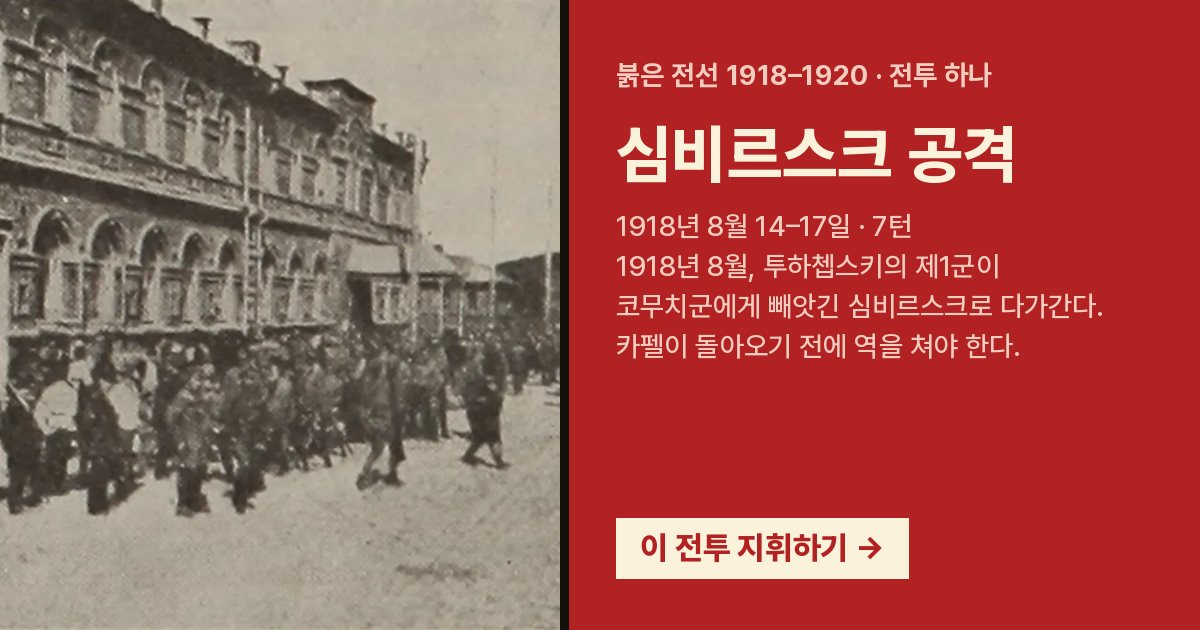 붉은 전선 1918–1920 · 전투 하나
심비르스크 공격
1918년 8월 14–17일 · 7턴
1918년 8월, 투하쳅스키의 제1군이
코무치군에게 빼앗긴 심비르스크로 다가간다.
카펠이 돌아오기 전에 역을 쳐야 한다.
이 전투 지휘하기 →